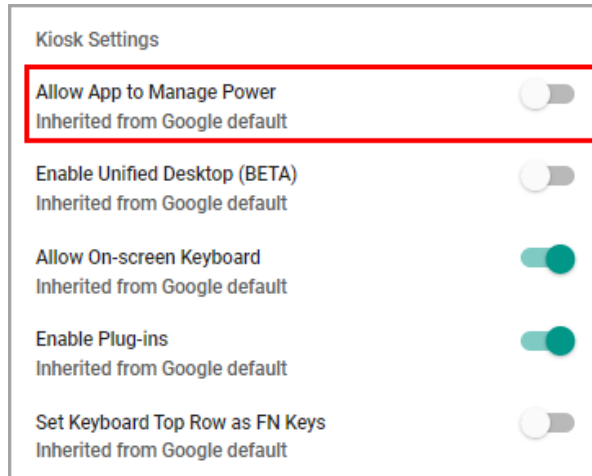 Kiosk Settings
Allow App to Manage Power
Inherited from Google default
Enable Unified Desktop (BETA)
Inherited from Google default
Allow On-screen Keyboard
Inherited from Google default
Enable Plug-ins
Inherited from Google default
Set Keyboard Top Row as FN Keys
Inherited from Google default